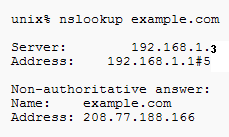 unix% nslookup example.com
Server: 192.168.1.3
Address: 192.168.1.1#5
Non-authoritative answer:
Name: example.com
Address: 208.77.188.166